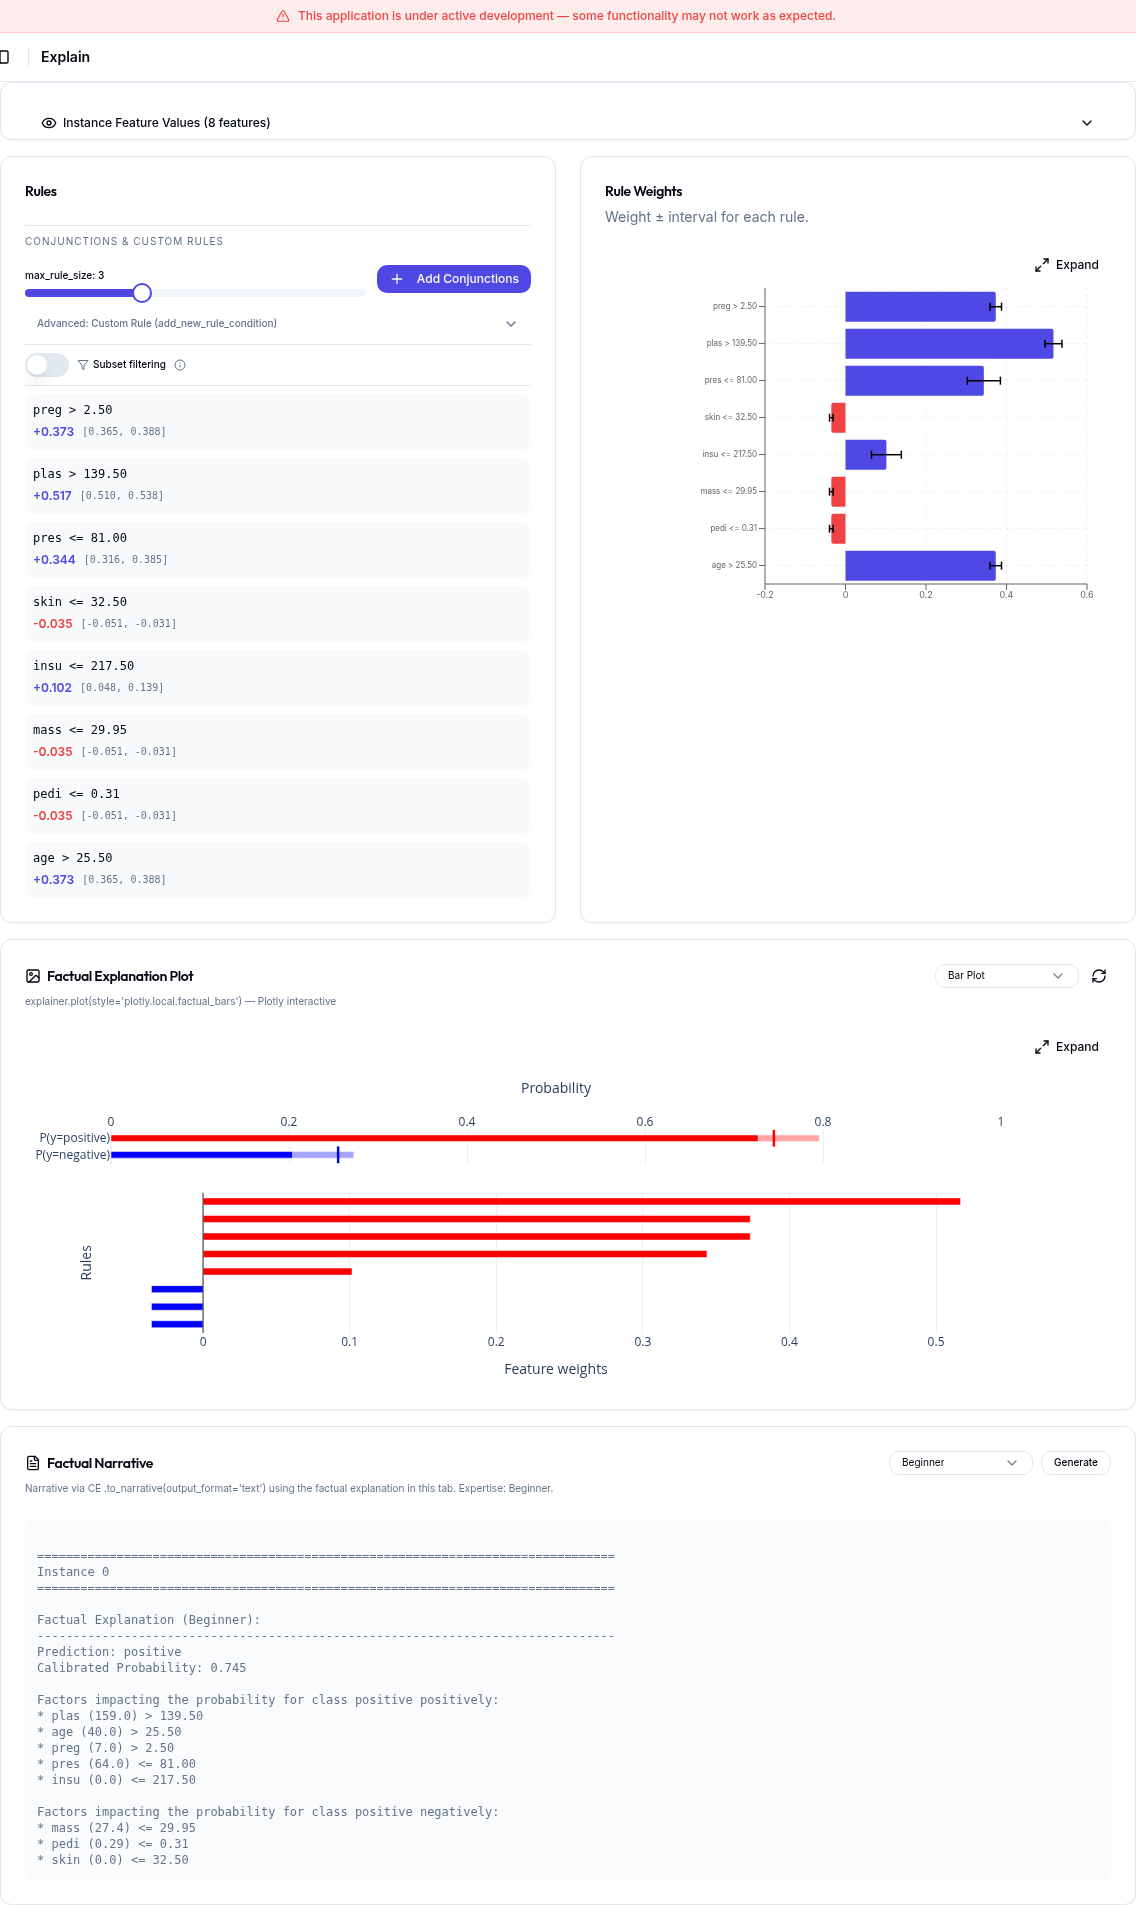 This application is under active development — some functionality may not work as expected.
Explain
Instance Feature Values (8 features)
Rules
CONJUNCTIONS & CUSTOM RULES
max_rule_size: 3
Add Conjunctions
Advanced: Custom Rule (add_new_rule_condition)
Subset filtering
preg > 2.50
+0.373 [0.365, 0.388]
plas > 139.50
+0.517 [0.510, 0.538]
pres <= 81.00
+0.344 [0.316, 0.385]
skin <= 32.50
-0.035 [-0.051, -0.031]
insu <= 217.50
+0.102 [0.048, 0.139]
mass <= 29.95
-0.035 [-0.051, -0.031]
pedi <= 0.31
-0.035 [-0.051, -0.031]
age > 25.50
+0.373 [0.365, 0.388]
Rule Weights
Weight ± interval for each rule.
Expand
preg > 2.50
plas > 139.50
pres <= 81.00
skin <= 32.50
insu <= 217.50
mass <= 29.95
pedi <= 0.31
age > 25.50
-0.2 0 0.2 0.4 0.6
Factual Explanation Plot
Bar Plot
explainer.plot(style='plotly.local.factual_bars') — Plotly interactive
Expand
Probability
0 0.2 0.4 0.6 0.8 1
P(y=positive)
P(y=negative)
Rules
0 0.1 0.2 0.3 0.4 0.5
Feature weights
Factual Narrative
Beginner
Generate
Narrative via CE .to_narrative(output_format='text') using the factual explanation in this tab. Expertise: Beginner.
================================================================================
Instance 0
================================================================================
Factual Explanation (Beginner):
--------------------------------------------------------------------------------
Prediction: positive
Calibrated Probability: 0.745
Factors impacting the probability for class positive positively:
* plas (159.0) > 139.50
* age (40.0) > 25.50
* preg (7.0) > 2.50
* pres (64.0) <= 81.00
* insu (0.0) <= 217.50
Factors impacting the probability for class positive negatively:
* mass (27.4) <= 29.95
* pedi (0.29) <= 0.31
* skin (0.0) <= 32.50